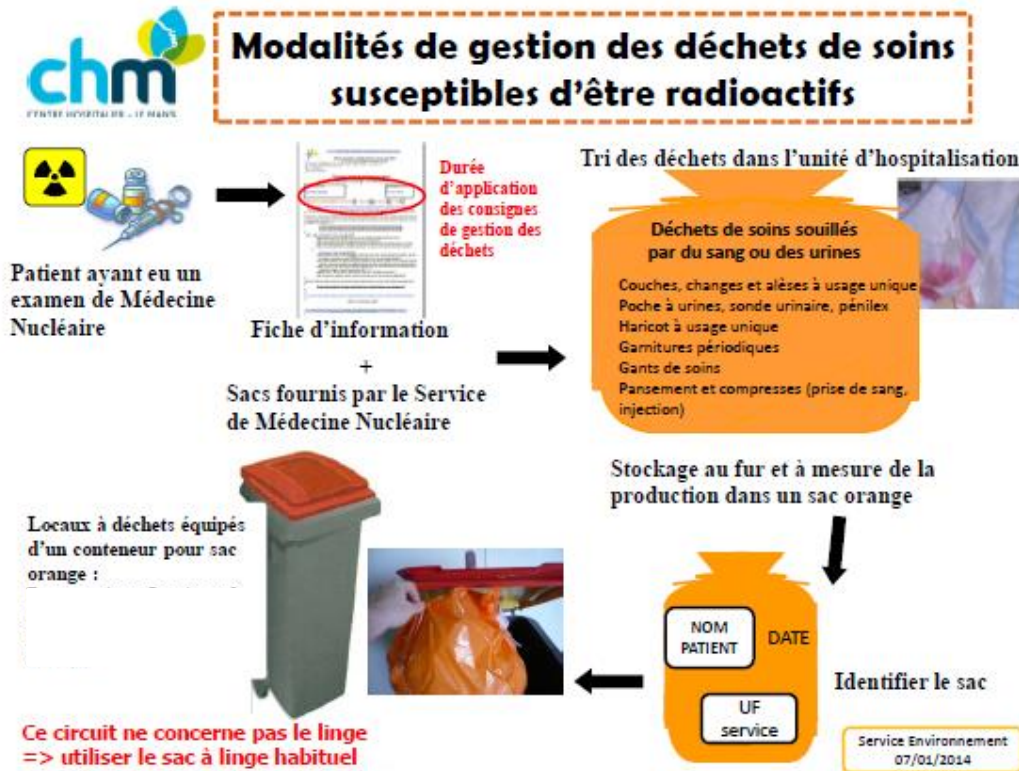 chm
CENTRE HOSPITALIER - LE MANS
Modalités de gestion des déchets de soins
susceptibles d'être radioactifs
Patient ayant eu un
examen de Médecine
Nucléaire
Durée
d'application
des consignes
de gestion des
déchets
Fiche d'information
+
Sacs fournis par le Service
de Médecine Nucléaire
Tri des déchets dans l'unité d'hospitalisation
Déchets de soins souillés
par du sang ou des urines
Couches, changes et alèses à usage unique
Poche à urines, sonde urinaire, pénilex
Haricot à usage unique
Garnitures périodiques
Gants de soins
Pansement et compresses (prise de sang,
injection)
Stockage au fur et à mesure de la
production dans un sac orange
NOM
PATIENT
DATE
UF
service
Identifier le sac
Locaux à déchets équipés
d'un conteneur pour sac
orange :
Ce circuit ne concerne pas le linge
=> utiliser le sac à linge habituel
Service Environnement
07/01/2014